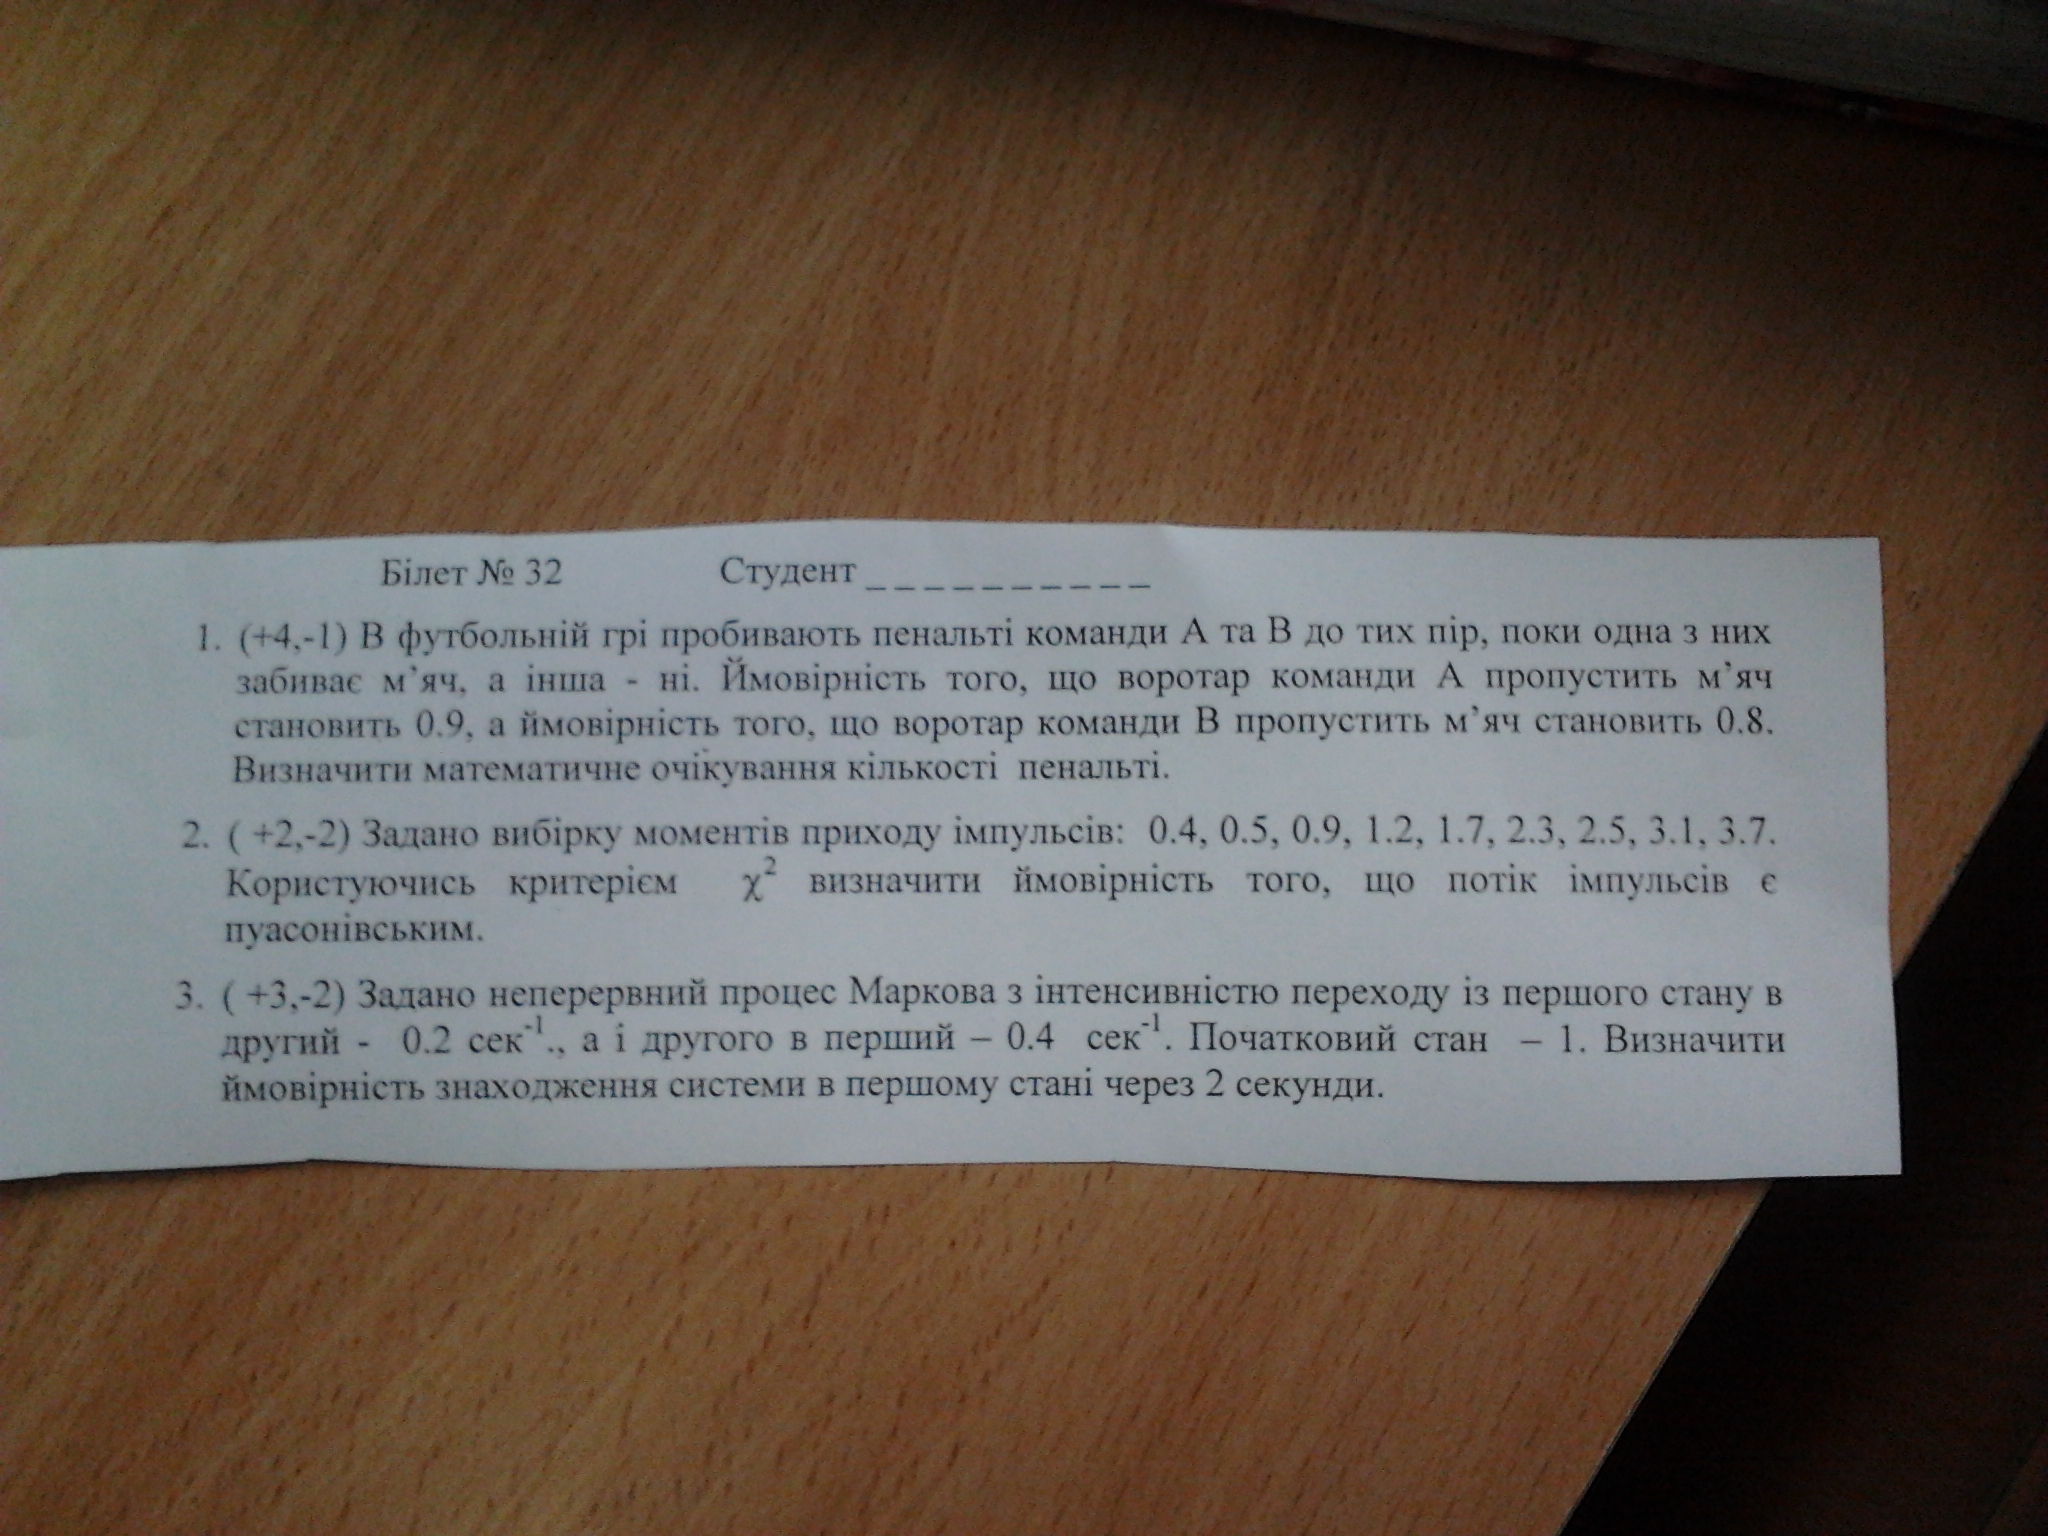 Білет № 32 Студент_ _ _ _ _ _ _ _ _ _
1. (+4,-1) В футбольній грі пробивають пенальті команди А та В до тих пір, поки одна з них
забиває м’яч, а інша - ні. Ймовірність того, що воротар команди А пропустить м’яч
становить 0.9, а ймовірність того, що воротар команди В пропустить м’яч становить 0.8.
Визначити математичне очікування кількості пенальті.
2. ( +2,-2) Задано вибірку моментів приходу імпульсів: 0.4, 0.5, 0.9, 1.2, 1.7, 2.3, 2.5, 3.1, 3.7.
Користуючись критерієм χ² визначити ймовірність того, що потік імпульсів є
пуасонівським.
3. ( +3,-2) Задано неперервний процес Маркова з інтенсивністю переходу із першого стану в
другий - 0.2 сек⁻¹., а і другого в перший – 0.4 сек⁻¹. Початковий стан – 1. Визначити
ймовірність знаходження системи в першому стані через 2 секунди.